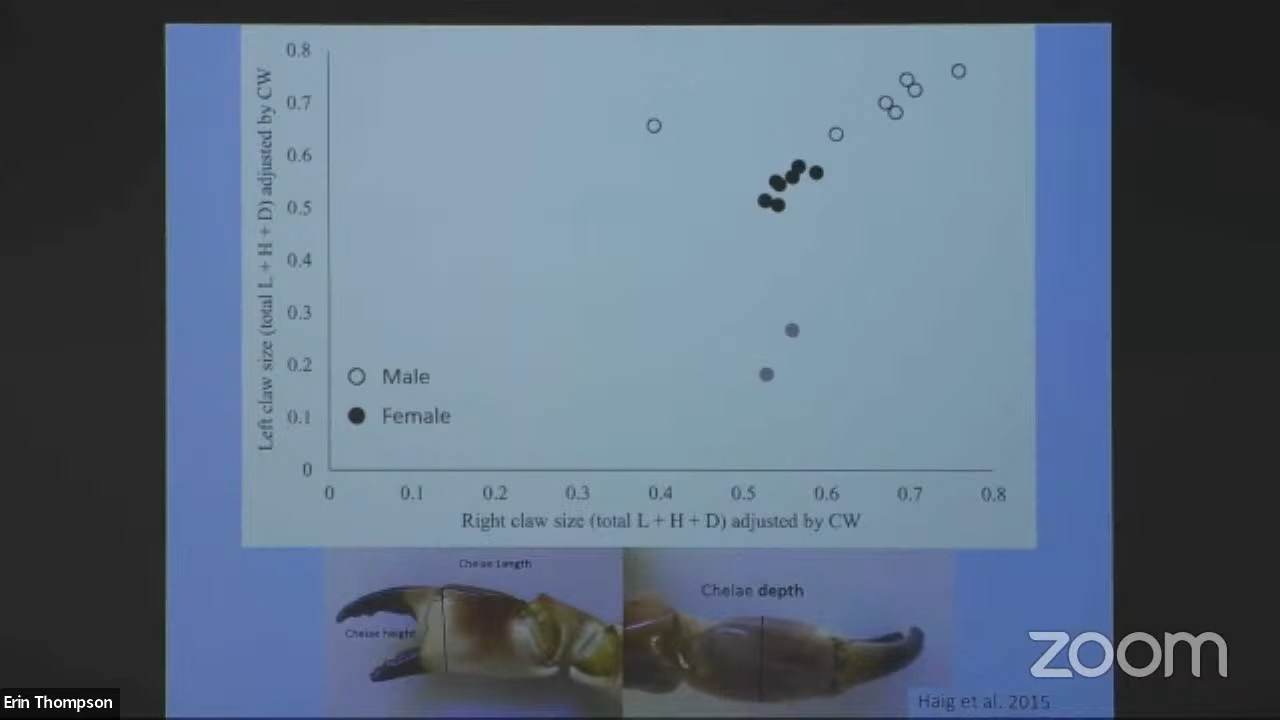 Left claw size (total L + H + D) adjusted by CW
0.8
0.7
0.6
0.5
0.4
0.3
0.2
0.1
0
Male
Female
0 0.1 0.2 0.3 0.4 0.5 0.6 0.7 0.8
Right claw size (total L + H + D) adjusted by CW
Chelae Length
Chelae height
Chelae depth
Haig et al. 2015
zoom
Erin Thompson